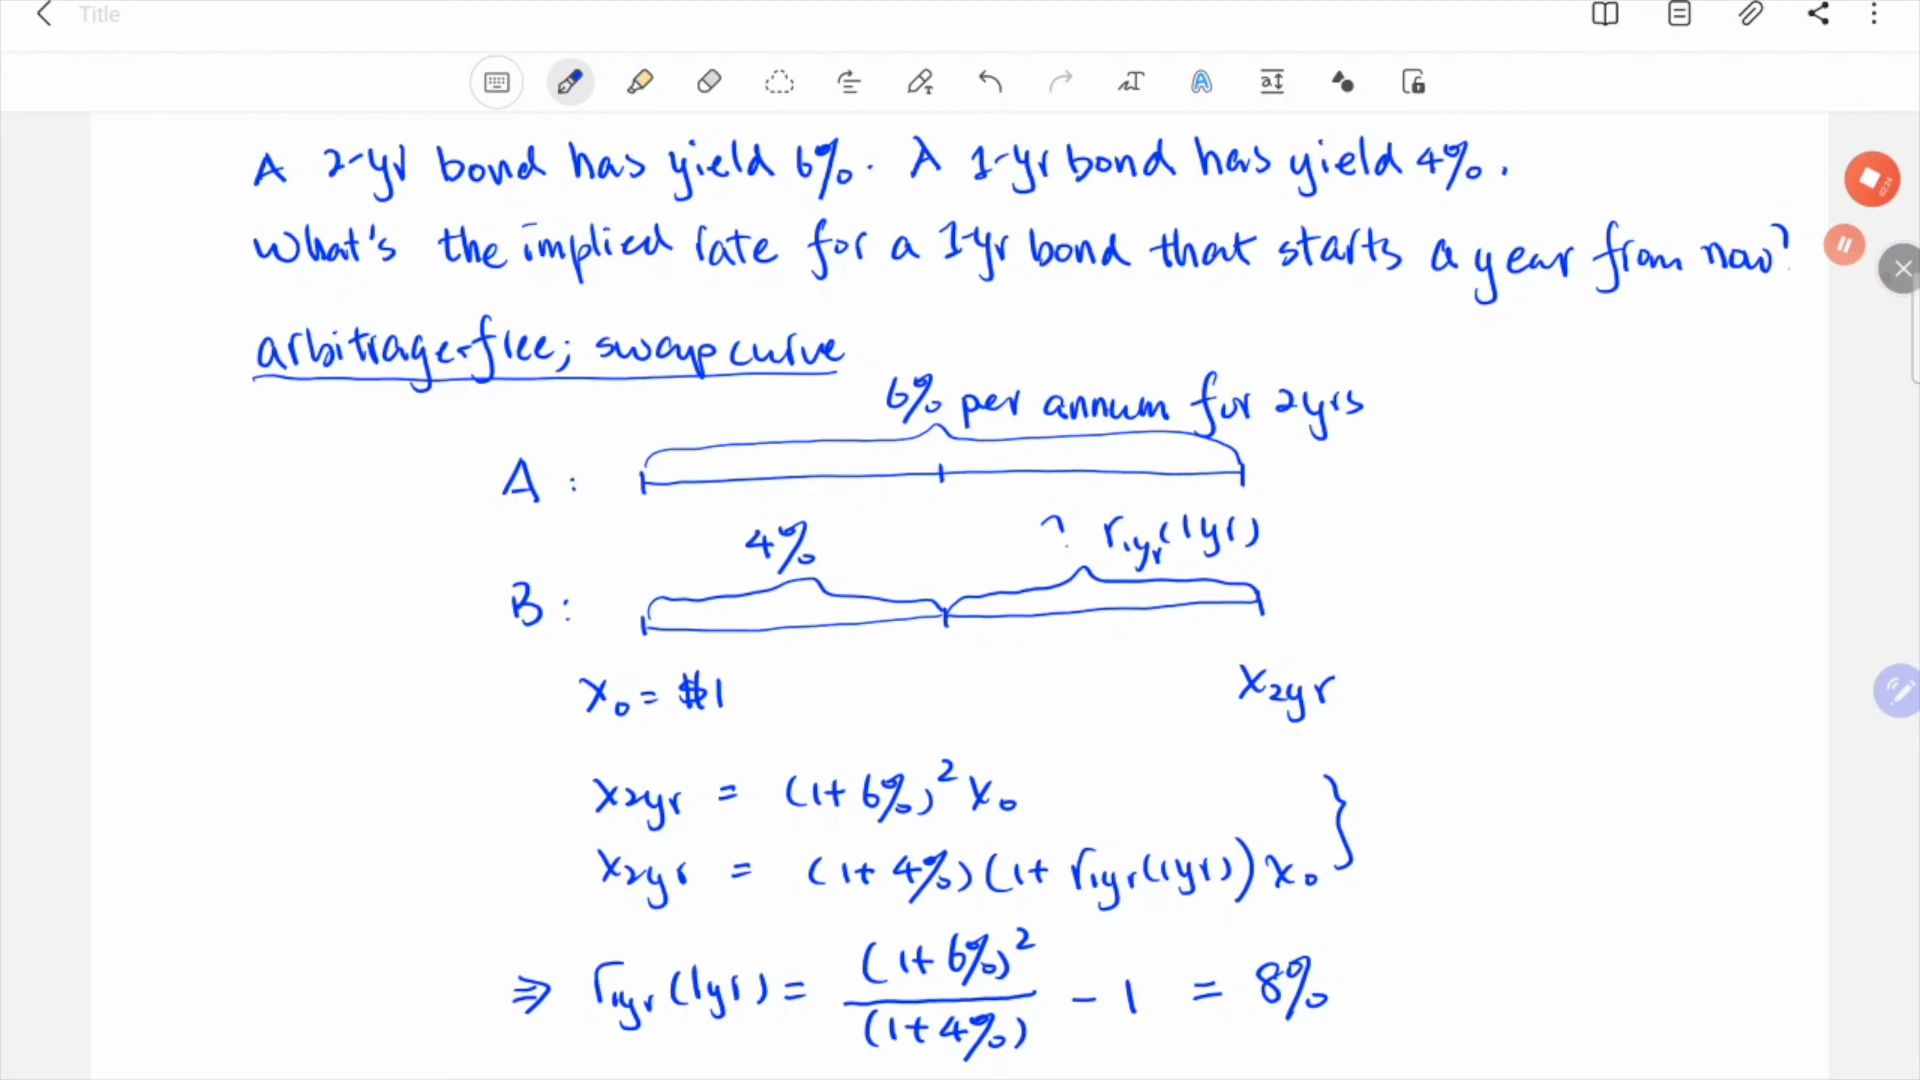 Title
A 2-yr bond has yield 6%. A 1-yr bond has yield 4%.
What's the implied rate for a 1-yr bond that starts a year from now?
arbitrage-free; swap curve
6% per annum for 2yrs
A :
4%
? r₁yr(1yr)
B :
x₀ = $1
x₂yr
x₂yr = (1+6%)² x₀
x₂yr = (1+4%)(1+r₁yr(1yr))x₀ }
⇒ r₁yr(1yr) = (1+6%)² / (1+4%) - 1 = 8%